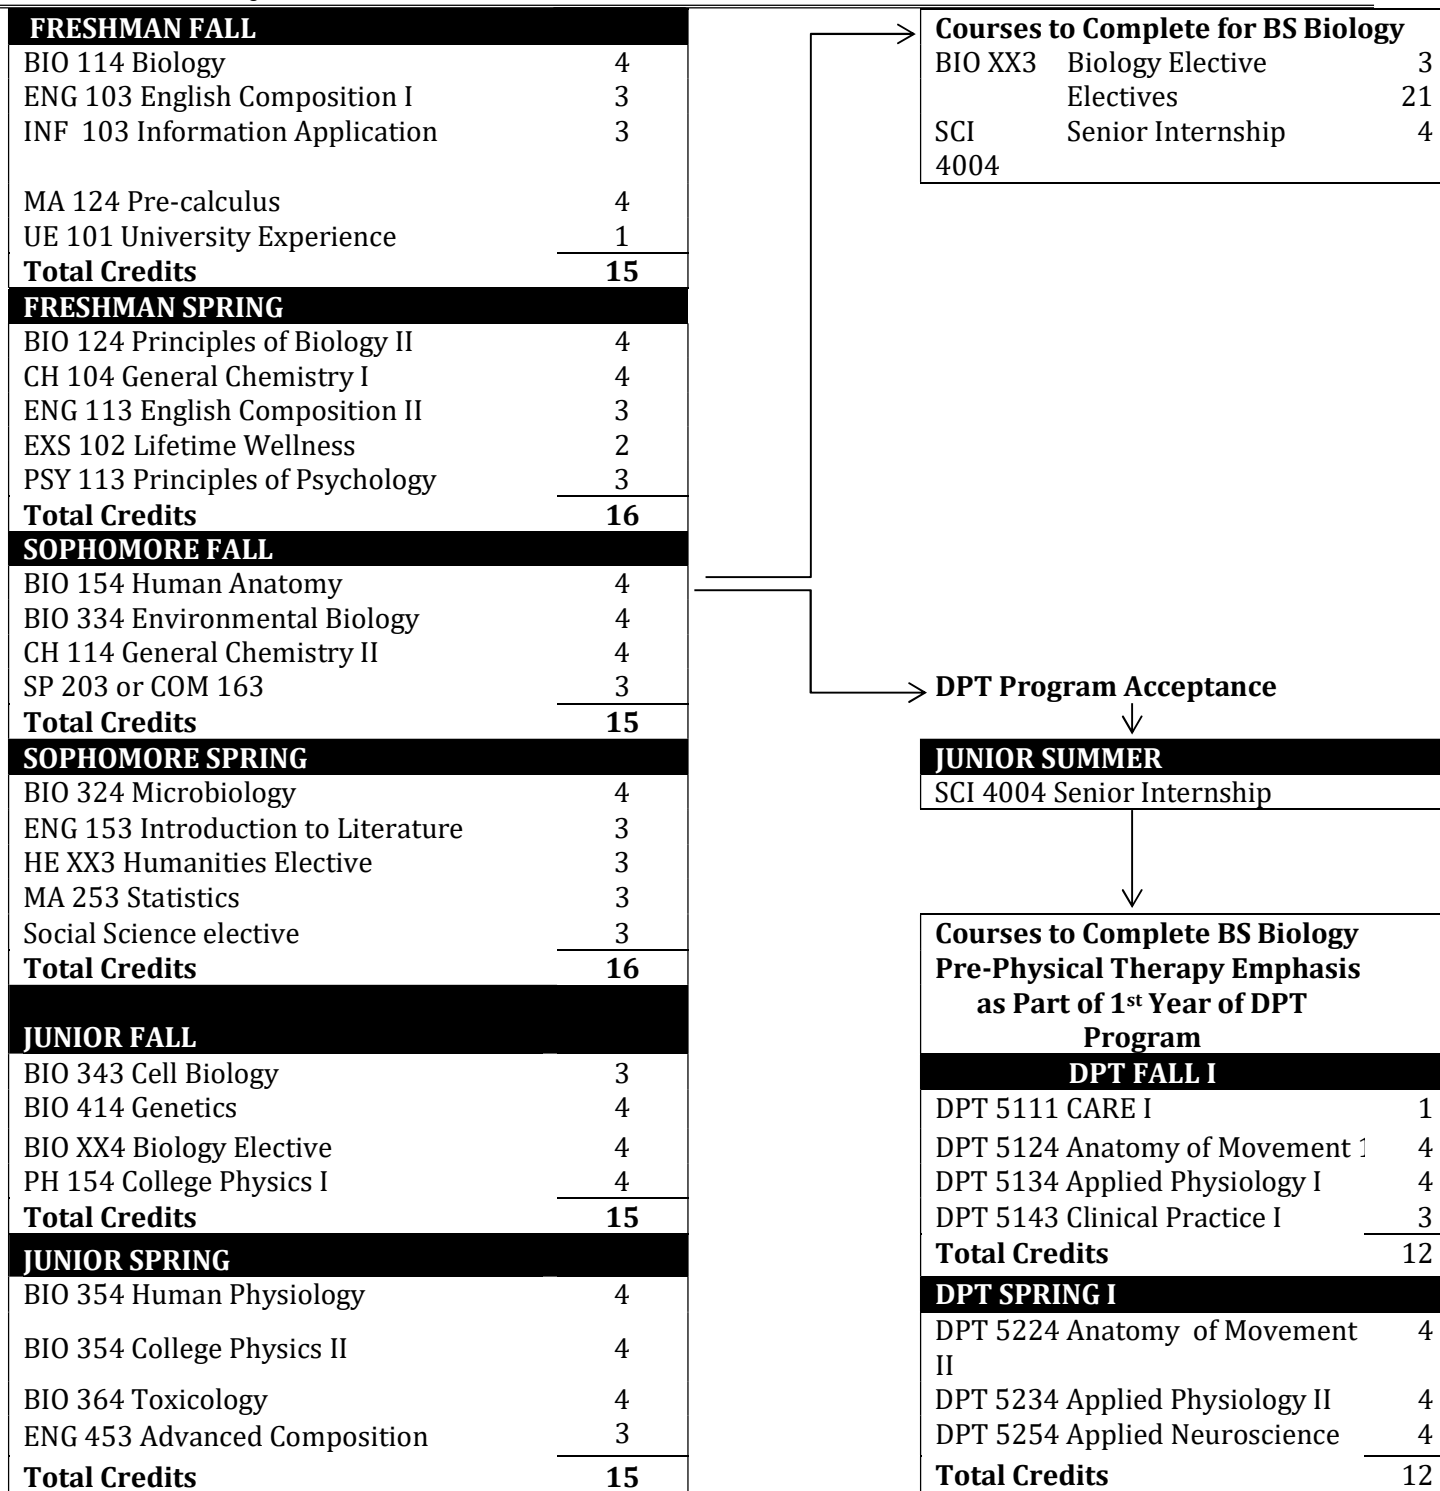 FRESHMAN FALL
BIO 114 Biology 4
ENG 103 English Composition I 3
INF 103 Information Application 3
MA 124 Pre-calculus 4
UE 101 University Experience 1
Total Credits 15
FRESHMAN SPRING
BIO 124 Principles of Biology II 4
CH 104 General Chemistry I 4
ENG 113 English Composition II 3
EXS 102 Lifetime Wellness 2
PSY 113 Principles of Psychology 3
Total Credits 16
SOPHOMORE FALL
BIO 154 Human Anatomy 4
BIO 334 Environmental Biology 4
CH 114 General Chemistry II 4
SP 203 or COM 163 3
Total Credits 15
SOPHOMORE SPRING
BIO 324 Microbiology 4
ENG 153 Introduction to Literature 3
HE XX3 Humanities Elective 3
MA 253 Statistics 3
Social Science elective 3
Total Credits 16
JUNIOR FALL
BIO 343 Cell Biology 3
BIO 414 Genetics 4
BIO XX4 Biology Elective 4
PH 154 College Physics I 4
Total Credits 15
JUNIOR SPRING
BIO 354 Human Physiology 4
BIO 354 College Physics II 4
BIO 364 Toxicology 4
ENG 453 Advanced Composition 3
Total Credits 15
Courses to Complete for BS Biology
BIO XX3 Biology Elective 3
Electives 21
SCI Senior Internship 4
4004
DPT Program Acceptance
JUNIOR SUMMER
SCI 4004 Senior Internship
Courses to Complete BS Biology
Pre-Physical Therapy Emphasis
as Part of 1st Year of DPT
Program
DPT FALL I
DPT 5111 CARE I 1
DPT 5124 Anatomy of Movement 1 4
DPT 5134 Applied Physiology I 4
DPT 5143 Clinical Practice I 3
Total Credits 12
DPT SPRING I
DPT 5224 Anatomy of Movement 4
II
DPT 5234 Applied Physiology II 4
DPT 5254 Applied Neuroscience 4
Total Credits 12